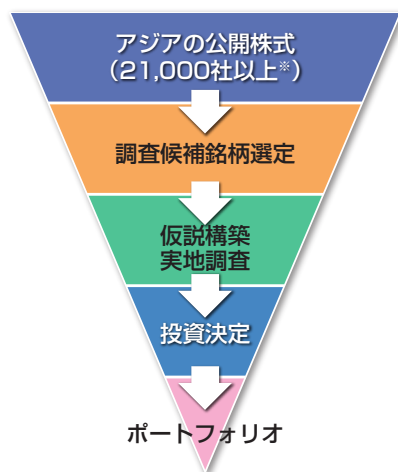 アジアの公開株式
（21,000社以上※）
調査候補銘柄選定
仮説構築
実地調査
投資決定
ポートフォリオ